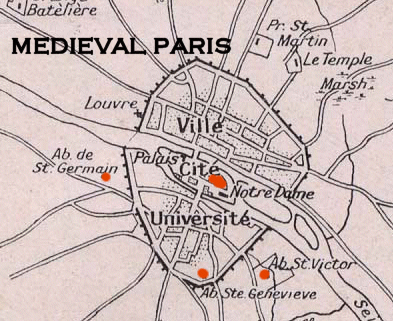 Batelière
MEDIEVAL PARIS
Pr. St.
Martin
Le Temple
Marsh
Louvre
Ville
Ab. de
St. Germain
Palais
Cité
Notre Dame
Université
Ab. St. Victor
Ab. Ste. Geneviève